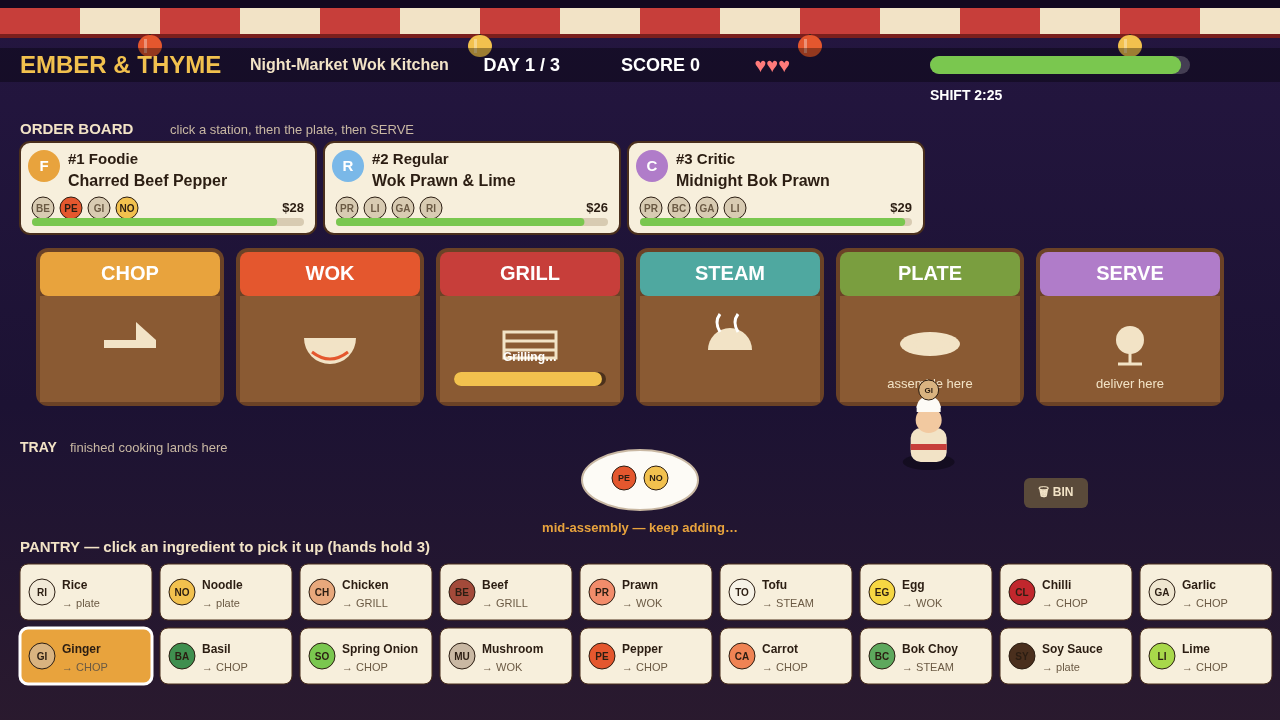 EMBER & THYME Night-Market Wok Kitchen DAY 1 / 3 SCORE 0 ♥♥♥
SHIFT 2:25
ORDER BOARD click a station, then the plate, then SERVE
F #1 Foodie
Charred Beef Pepper
BE PE GI NO $28
R #2 Regular
Wok Prawn & Lime
PR LI GA RI $26
C #3 Critic
Midnight Bok Prawn
PR BC GA LI $29
CHOP WOK GRILL STEAM PLATE SERVE
Grilling...
assemble here
deliver here
GI
TRAY finished cooking lands here
PE NO
BIN
mid-assembly — keep adding…
PANTRY — click an ingredient to pick it up (hands hold 3)
RI Rice → plate
NO Noodle → plate
CH Chicken → GRILL
BE Beef → GRILL
PR Prawn → WOK
TO Tofu → STEAM
EG Egg → WOK
CL Chilli → CHOP
GA Garlic → CHOP
GI Ginger → CHOP
BA Basil → CHOP
SO Spring Onion → CHOP
MU Mushroom → WOK
PE Pepper → CHOP
CA Carrot → CHOP
BC Bok Choy → STEAM
SY Soy Sauce → plate
LI Lime → CHOP